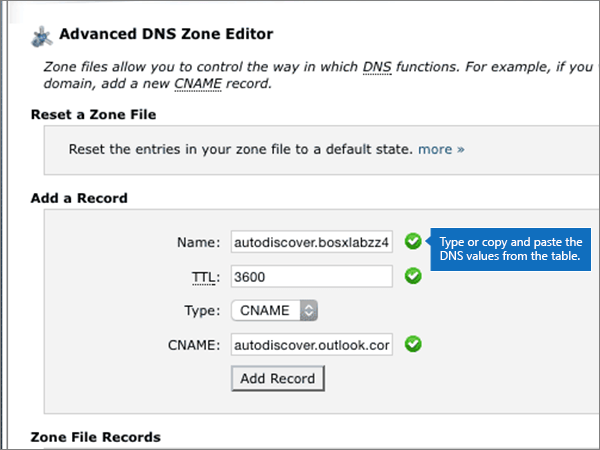 Advanced DNS Zone Editor
Zone files allow you to control the way in which DNS functions. For example, if you
domain, add a new CNAME record.
Reset a Zone File
Reset the entries in your zone file to a default state. more »
Add a Record
Name: autodiscover.bosxlabzz4
Type or copy and paste the
DNS values from the table.
TTL: 3600
Type: CNAME
CNAME: autodiscover.outlook.cor
Add Record
Zone File Records